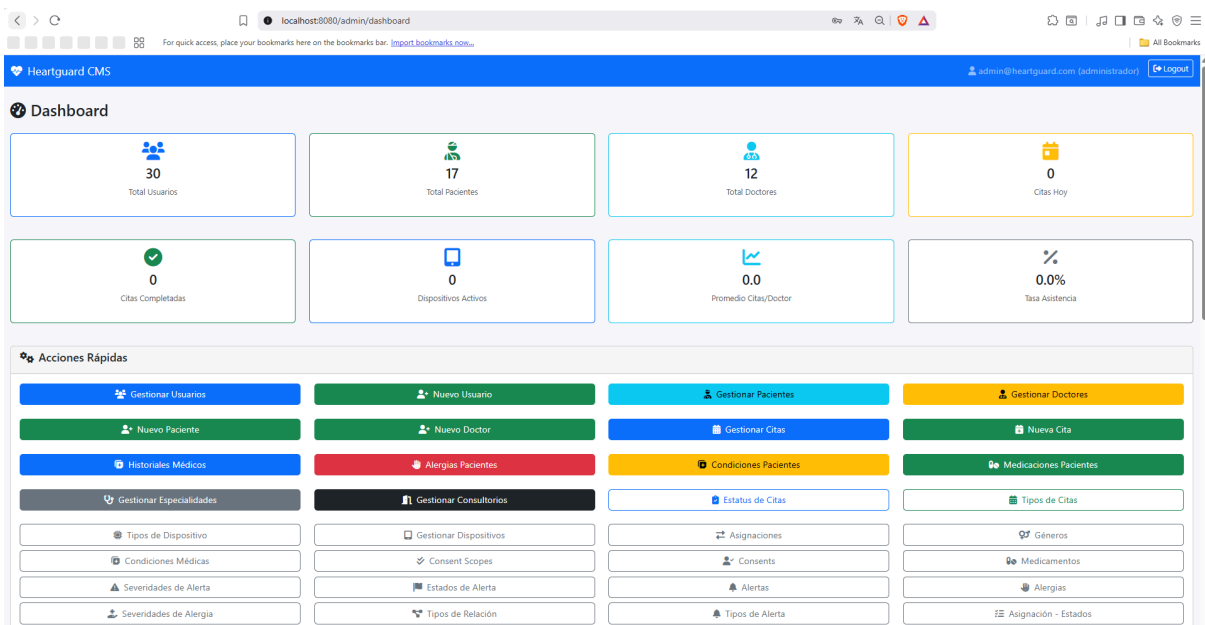 localhost:8080/admin/dashboard
For quick access, place your bookmarks here on the bookmarks bar. Import bookmarks now...
All Bookmarks
Heartguard CMS
admin@heartguard.com (administrador)
Logout
Dashboard
30
Total Usuarios
17
Total Pacientes
12
Total Doctores
0
Citas Hoy
0
Citas Completadas
0
Dispositivos Activos
0.0
Promedio Citas/Doctor
0.0%
Tasa Asistencia
Acciones Rápidas
Gestionar Usuarios
Nuevo Usuario
Gestionar Pacientes
Gestionar Doctores
Nuevo Paciente
Nuevo Doctor
Gestionar Citas
Nueva Cita
Historiales Médicos
Alergias Pacientes
Condiciones Pacientes
Medicaciones Pacientes
Gestionar Especialidades
Gestionar Consultorios
Estatus de Citas
Tipos de Citas
Tipos de Dispositivo
Gestionar Dispositivos
Asignaciones
Géneros
Condiciones Médicas
Consent Scopes
Consents
Medicamentos
Severidades de Alerta
Estados de Alerta
Alertas
Alergias
Severidades de Alergia
Tipos de Relación
Tipos de Alerta
Asignación - Estados